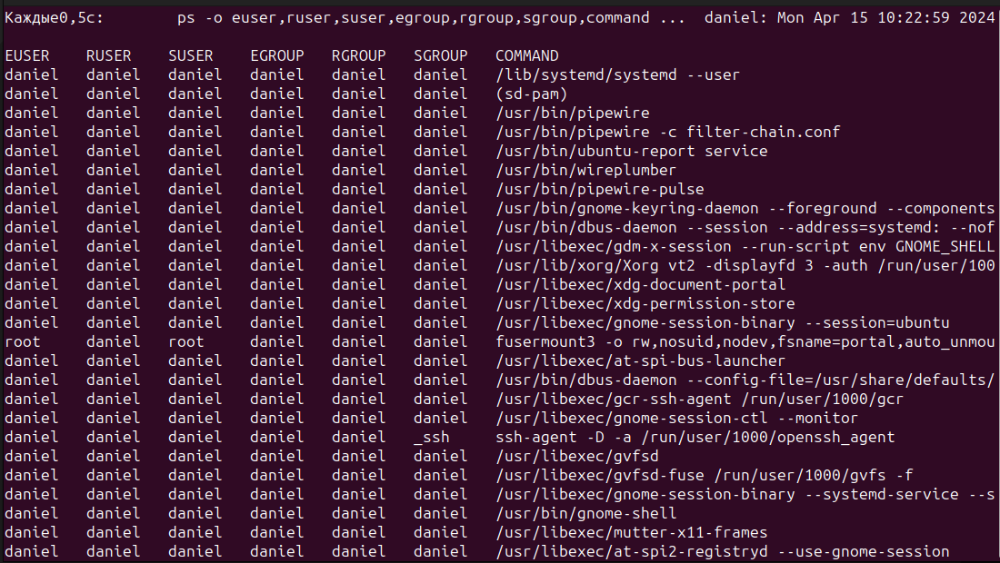 Каждые0,5с:        ps -o euser,ruser,suser,egroup,rgroup,sgroup,command ...  daniel: Mon Apr 15 10:22:59 2024
EUSER    RUSER    SUSER    EGROUP   RGROUP   SGROUP   COMMAND
daniel   daniel   daniel   daniel   daniel   daniel   /lib/systemd/systemd --user
daniel   daniel   daniel   daniel   daniel   daniel   (sd-pam)
daniel   daniel   daniel   daniel   daniel   daniel   /usr/bin/pipewire
daniel   daniel   daniel   daniel   daniel   daniel   /usr/bin/pipewire -c filter-chain.conf
daniel   daniel   daniel   daniel   daniel   daniel   /usr/bin/ubuntu-report service
daniel   daniel   daniel   daniel   daniel   daniel   /usr/bin/wireplumber
daniel   daniel   daniel   daniel   daniel   daniel   /usr/bin/pipewire-pulse
daniel   daniel   daniel   daniel   daniel   daniel   /usr/bin/gnome-keyring-daemon --foreground --components
daniel   daniel   daniel   daniel   daniel   daniel   /usr/bin/dbus-daemon --session --address=systemd: --nof
daniel   daniel   daniel   daniel   daniel   daniel   /usr/libexec/gdm-x-session --run-script env GNOME_SHELL
daniel   daniel   daniel   daniel   daniel   daniel   /usr/lib/xorg/Xorg vt2 -displayfd 3 -auth /run/user/100
daniel   daniel   daniel   daniel   daniel   daniel   /usr/libexec/xdg-document-portal
daniel   daniel   daniel   daniel   daniel   daniel   /usr/libexec/xdg-permission-store
daniel   daniel   daniel   daniel   daniel   daniel   /usr/libexec/gnome-session-binary --session=ubuntu
root     daniel   root     daniel   daniel   daniel   fusermount3 -o rw,nosuid,nodev,fsname=portal,auto_unmou
daniel   daniel   daniel   daniel   daniel   daniel   /usr/libexec/at-spi-bus-launcher
daniel   daniel   daniel   daniel   daniel   daniel   /usr/bin/dbus-daemon --config-file=/usr/share/defaults/
daniel   daniel   daniel   daniel   daniel   daniel   /usr/libexec/gcr-ssh-agent /run/user/1000/gcr
daniel   daniel   daniel   daniel   daniel   daniel   /usr/libexec/gnome-session-ctl --monitor
daniel   daniel   daniel   daniel   daniel   _ssh     ssh-agent -D -a /run/user/1000/openssh_agent
daniel   daniel   daniel   daniel   daniel   daniel   /usr/libexec/gvfsd
daniel   daniel   daniel   daniel   daniel   daniel   /usr/libexec/gvfsd-fuse /run/user/1000/gvfs -f
daniel   daniel   daniel   daniel   daniel   daniel   /usr/libexec/gnome-session-binary --systemd-service --s
daniel   daniel   daniel   daniel   daniel   daniel   /usr/bin/gnome-shell
daniel   daniel   daniel   daniel   daniel   daniel   /usr/libexec/mutter-x11-frames
daniel   daniel   daniel   daniel   daniel   daniel   /usr/libexec/at-spi2-registryd --use-gnome-session